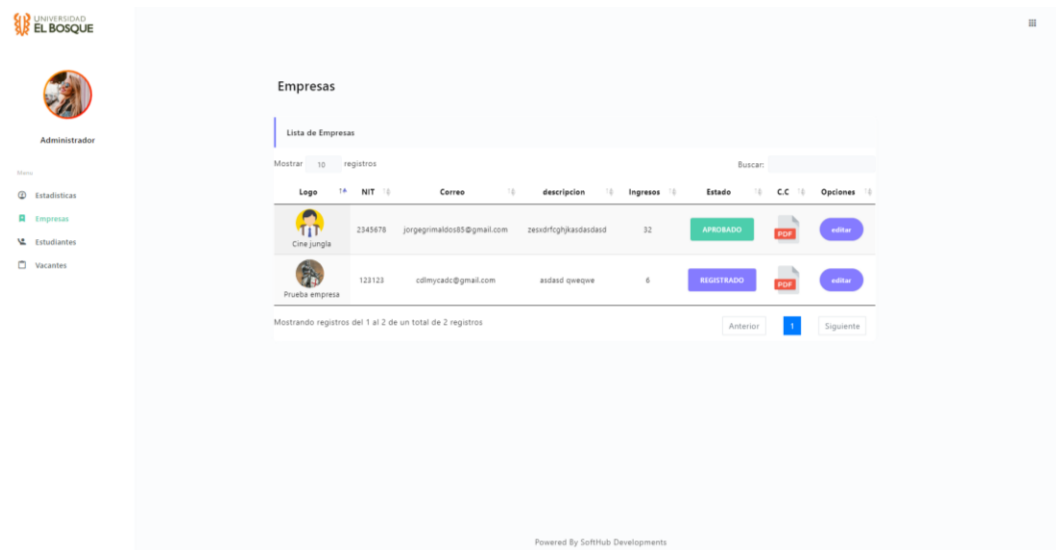 UNIVERSIDAD
EL BOSQUE
Administrador
Menu
Estadisticas
Empresas
Estudiantes
Vacantes
Empresas
Lista de Empresas
Mostrar 10 registros Buscar:
Logo NIT Correo descripcion Ingresos Estado C.C Opciones
Cine jungla 2345678 jorgegrimaldos85@gmail.com zesxdrfcghjkasdasdasd 32 APROBADO PDF editar
Prueba empresa 123123 cdlmycadc@gmail.com asdasd qweqwe 6 REGISTRADO PDF editar
Mostrando registros del 1 al 2 de un total de 2 registros Anterior 1 Siguiente
Powered By SoftHub Developments